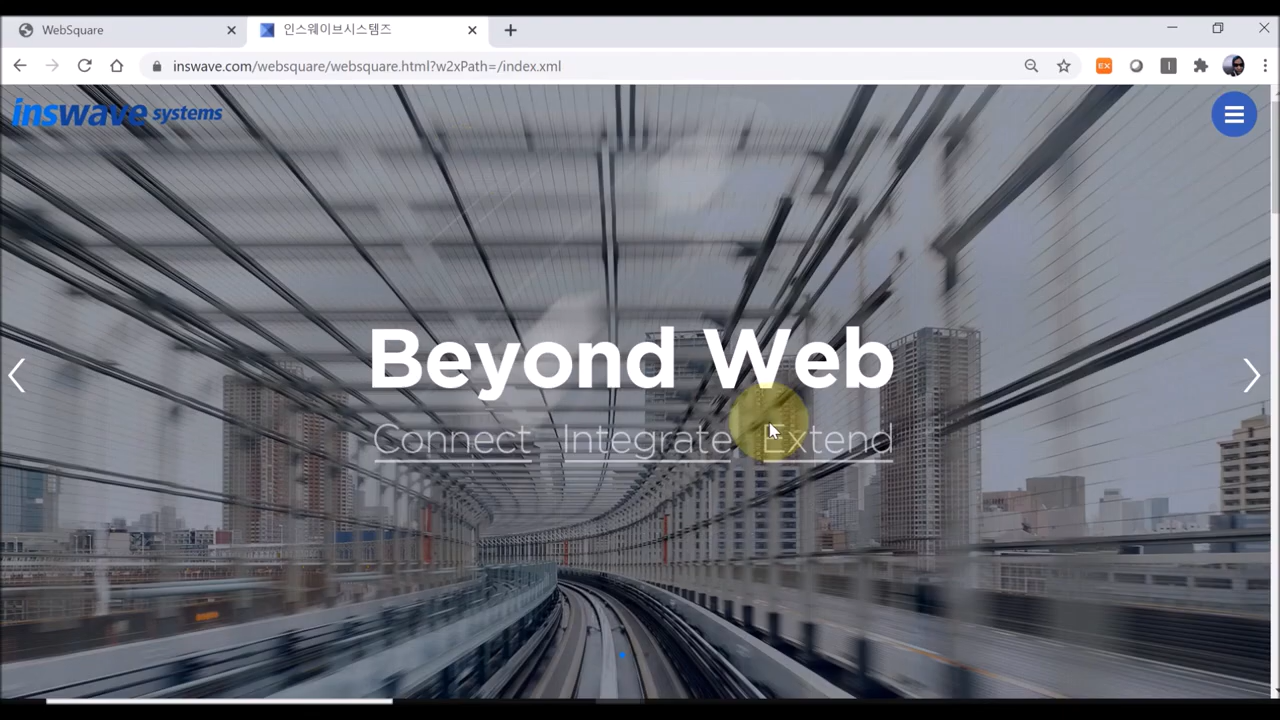 WebSquare
인스웨이브시스템즈
inswave.com/websquare/websquare.html?w2xPath=/index.xml
EX
inswave systems
Beyond Web
Connect Integrate Extend